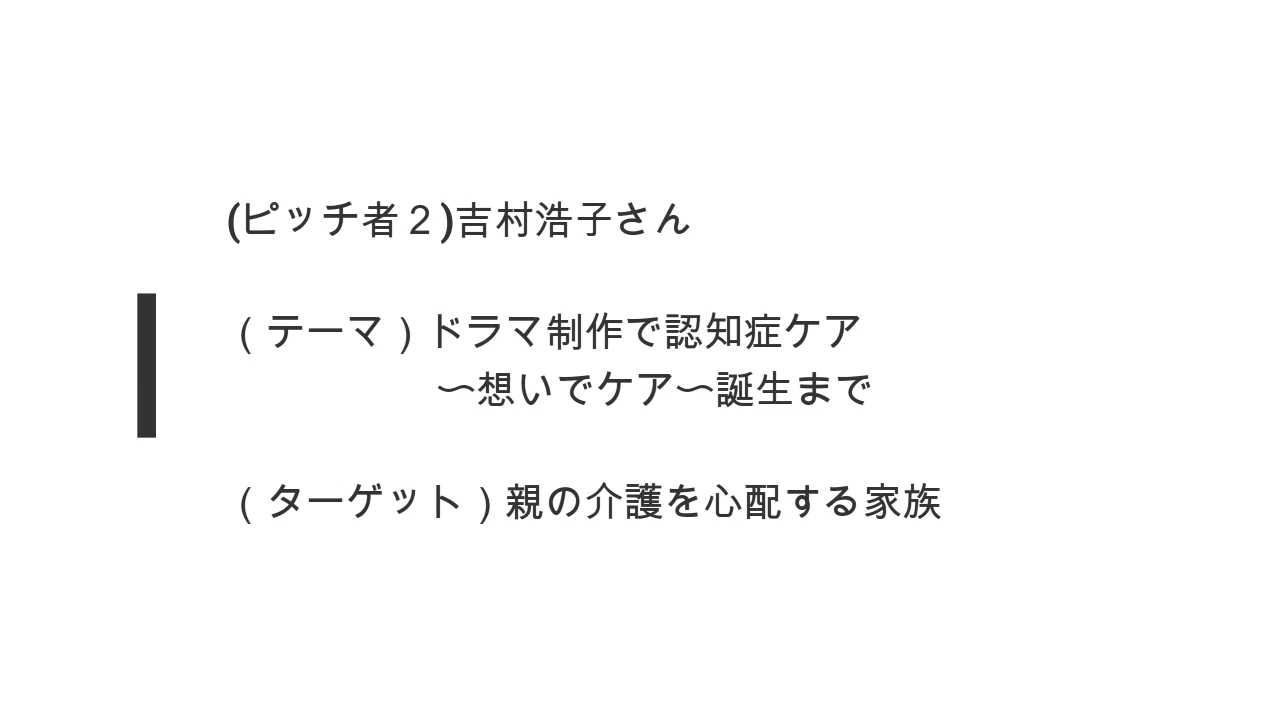 (ピッチ者２)吉村浩子さん
（テーマ）ドラマ制作で認知症ケア
〜想いでケア〜誕生まで
（ターゲット）親の介護を心配する家族